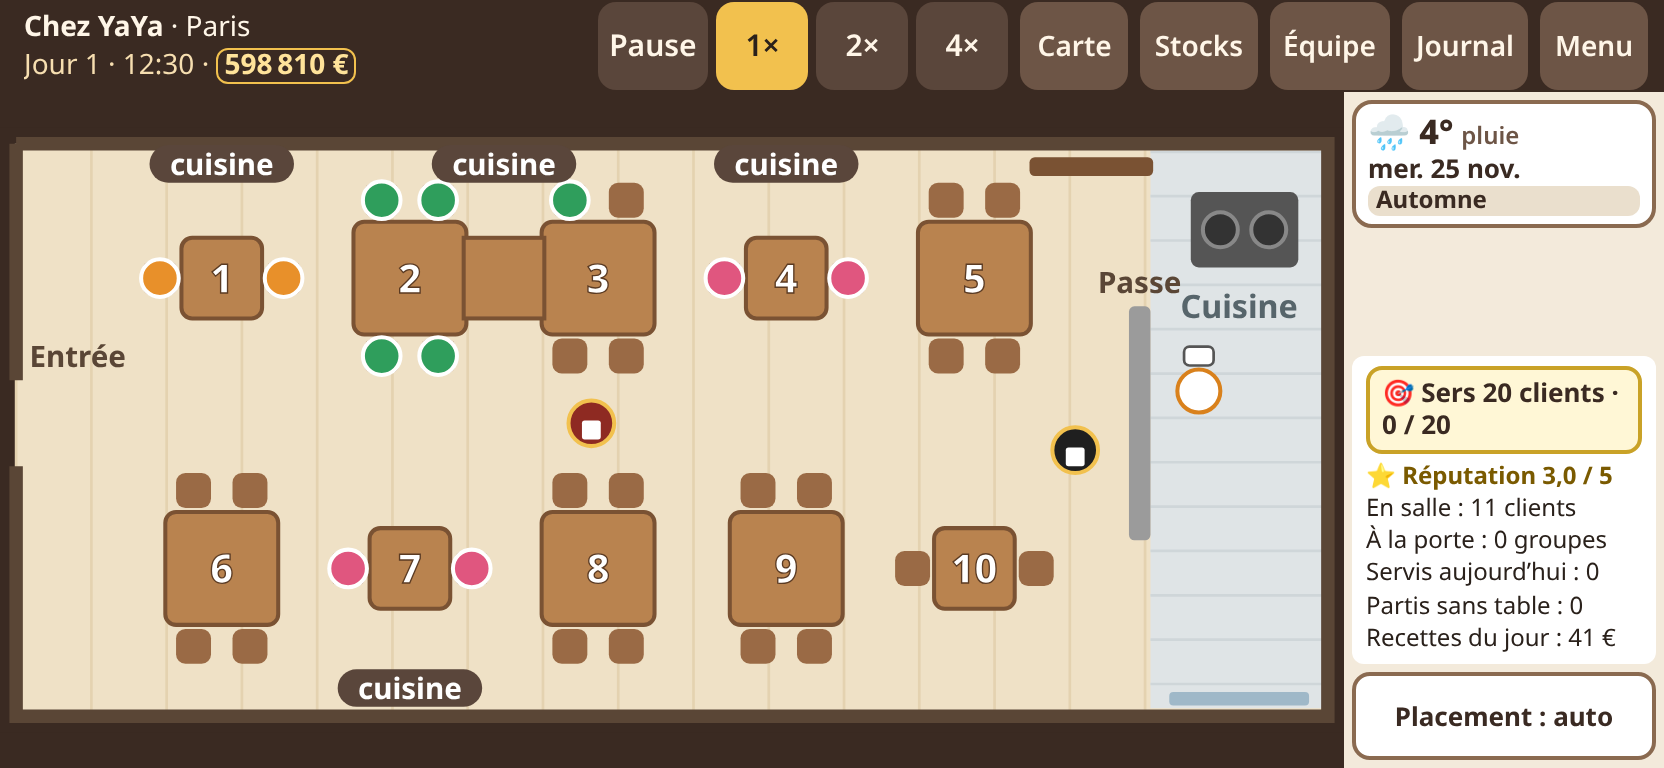 Chez YaYa · Paris
Jour 1 · 12:30 · 598 810 €
Pause
1×
2×
4×
Carte
Stocks
Équipe
Journal
Menu
cuisine
cuisine
cuisine
1
2
3
4
5
Passe
Cuisine
Entrée
6
7
8
9
10
cuisine
4° pluie
mer. 25 nov.
Automne
Sers 20 clients ·
0 / 20
Réputation 3,0 / 5
En salle : 11 clients
À la porte : 0 groupes
Servis aujourd’hui : 0
Partis sans table : 0
Recettes du jour : 41 €
Placement : auto